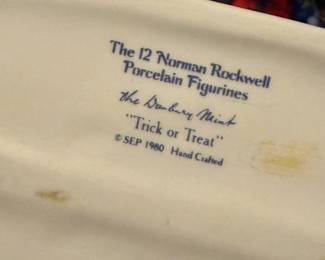 The 12 Norman Rockwell
Porcelain Figurines
the Danbury Mint
"Trick or Treat"
© SEP 1980 Hand Crafted